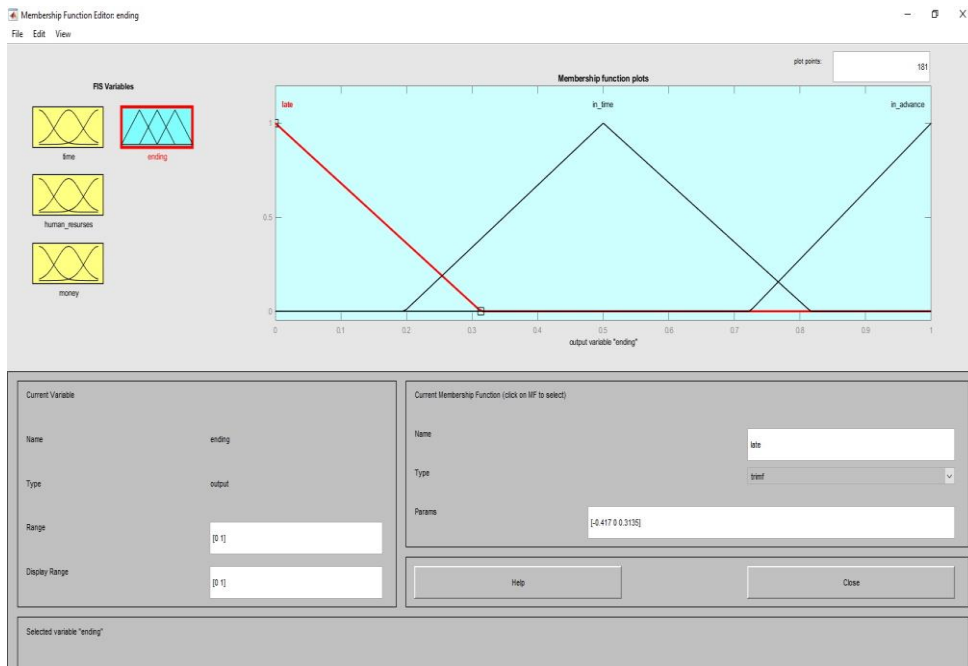 Membership Function Editor: ending
File Edit View
plot points: 181
FIS Variables
time
ending
human_resurses
money
Membership function plots
late in_time in_advance
1
0.5
0
0 0.1 0.2 0.3 0.4 0.5 0.6 0.7 0.8 0.9 1
output variable "ending"
Current Variable
Name ending
Type output
Range [0 1]
Display Range [0 1]
Current Membership Function (click on MF to select)
Name late
Type trimf
Params [-0.417 0 0.3135]
Help Close
Selected variable "ending"